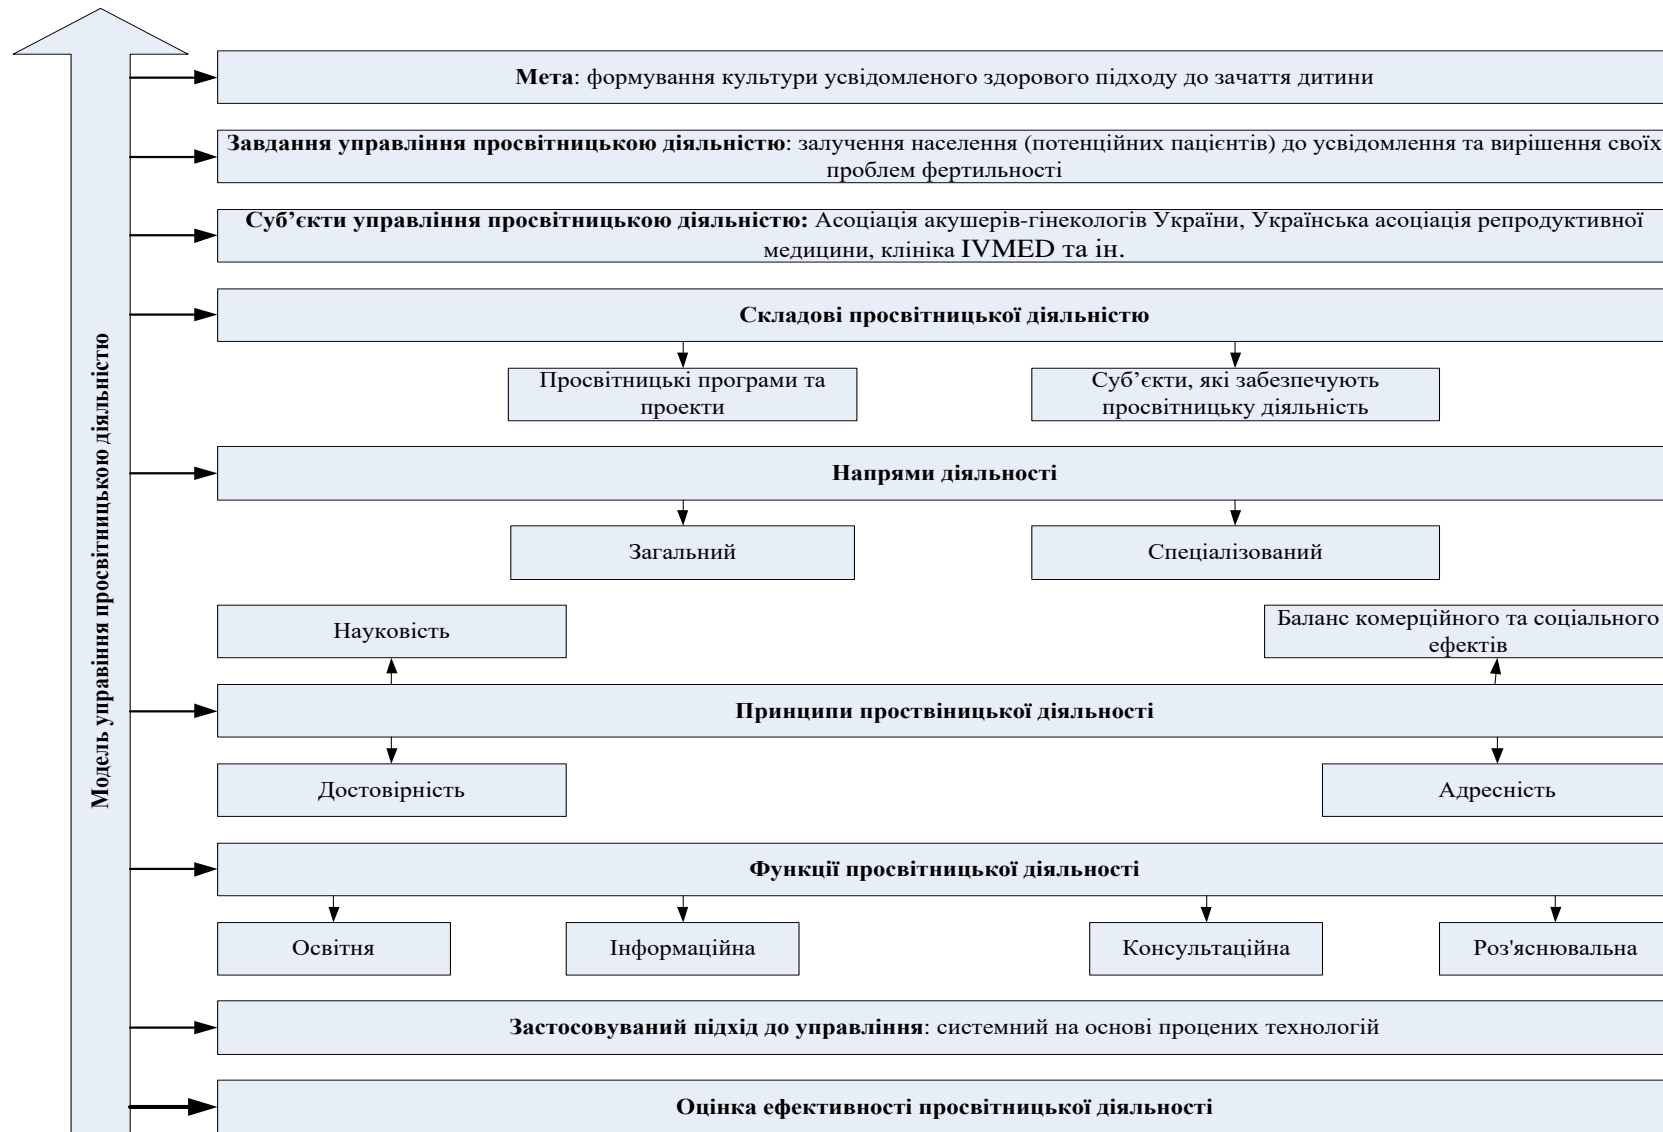 Модель управіння просвітницькою діяльністю
Мета: формування культури усвідомленого здорового підходу до зачаття дитини
Завдання управління просвітницькою діяльністю: залучення населення (потенційних пацієнтів) до усвідомлення та вирішення своїх
проблем фертильності
Суб’єкти управління просвітницькою діяльністю: Асоціація акушерів-гінекологів України, Українська асоціація репродуктивної
медицини, клініка IVMED та ін.
Складові просвітницької діяльністю
Просвітницькі програми та
проекти
Суб’єкти, які забезпечують
просвітницьку діяльність
Напрями діяльності
Загальний
Спеціалізований
Науковість
Баланс комерційного та соціального
ефектів
Принципи проствіницької діяльності
Достовірність
Адресність
Функції просвітницької діяльності
Освітня
Інформаційна
Консультаційна
Роз'яснювальна
Застосовуваний підхід до управління: системний на основі процених технологій
Оцінка ефективності просвітницької діяльності